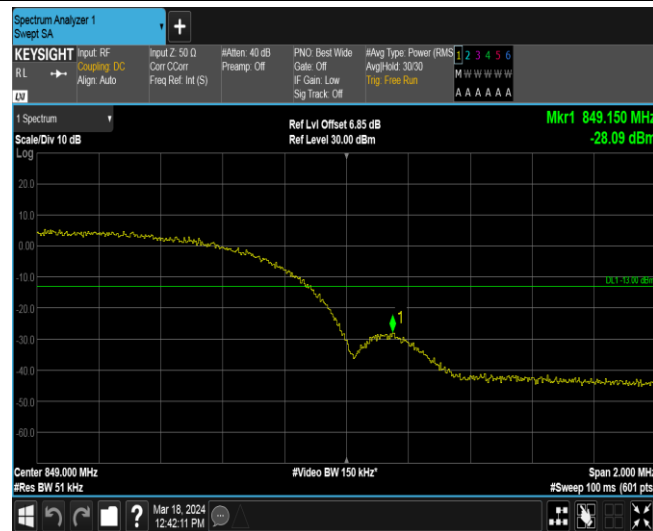 Spectrum Analyzer 1
Swept SA
+
KEYSIGHT
RL
LXI
Input: RF
Coupling: DC
Align: Auto
Input Z: 50 Ω
Corr CCorr
Freq Ref: Int (S)
#Atten: 40 dB
Preamp: Off
PNO: Best Wide
Gate: Off
IF Gain: Low
Sig Track: Off
#Avg Type: Power (RMS
Avg|Hold: 30/30
Trig: Free Run
1 2 3 4 5 6
M W W W W W
A A A A A A
1 Spectrum
Scale/Div 10 dB
Log
Ref Lvl Offset 6.85 dB
Ref Level 30.00 dBm
Mkr1 849.150 MHz
-28.09 dBm
20.0
10.0
0.00
-10.0
DL1 -13.00 dBm
-20.0
1
-30.0
-40.0
-50.0
-60.0
Center 849.000 MHz
#Res BW 51 kHz
#Video BW 150 kHz*
Span 2.000 MHz
#Sweep 100 ms (601 pts
?
Mar 18, 2024
12:42:11 PM